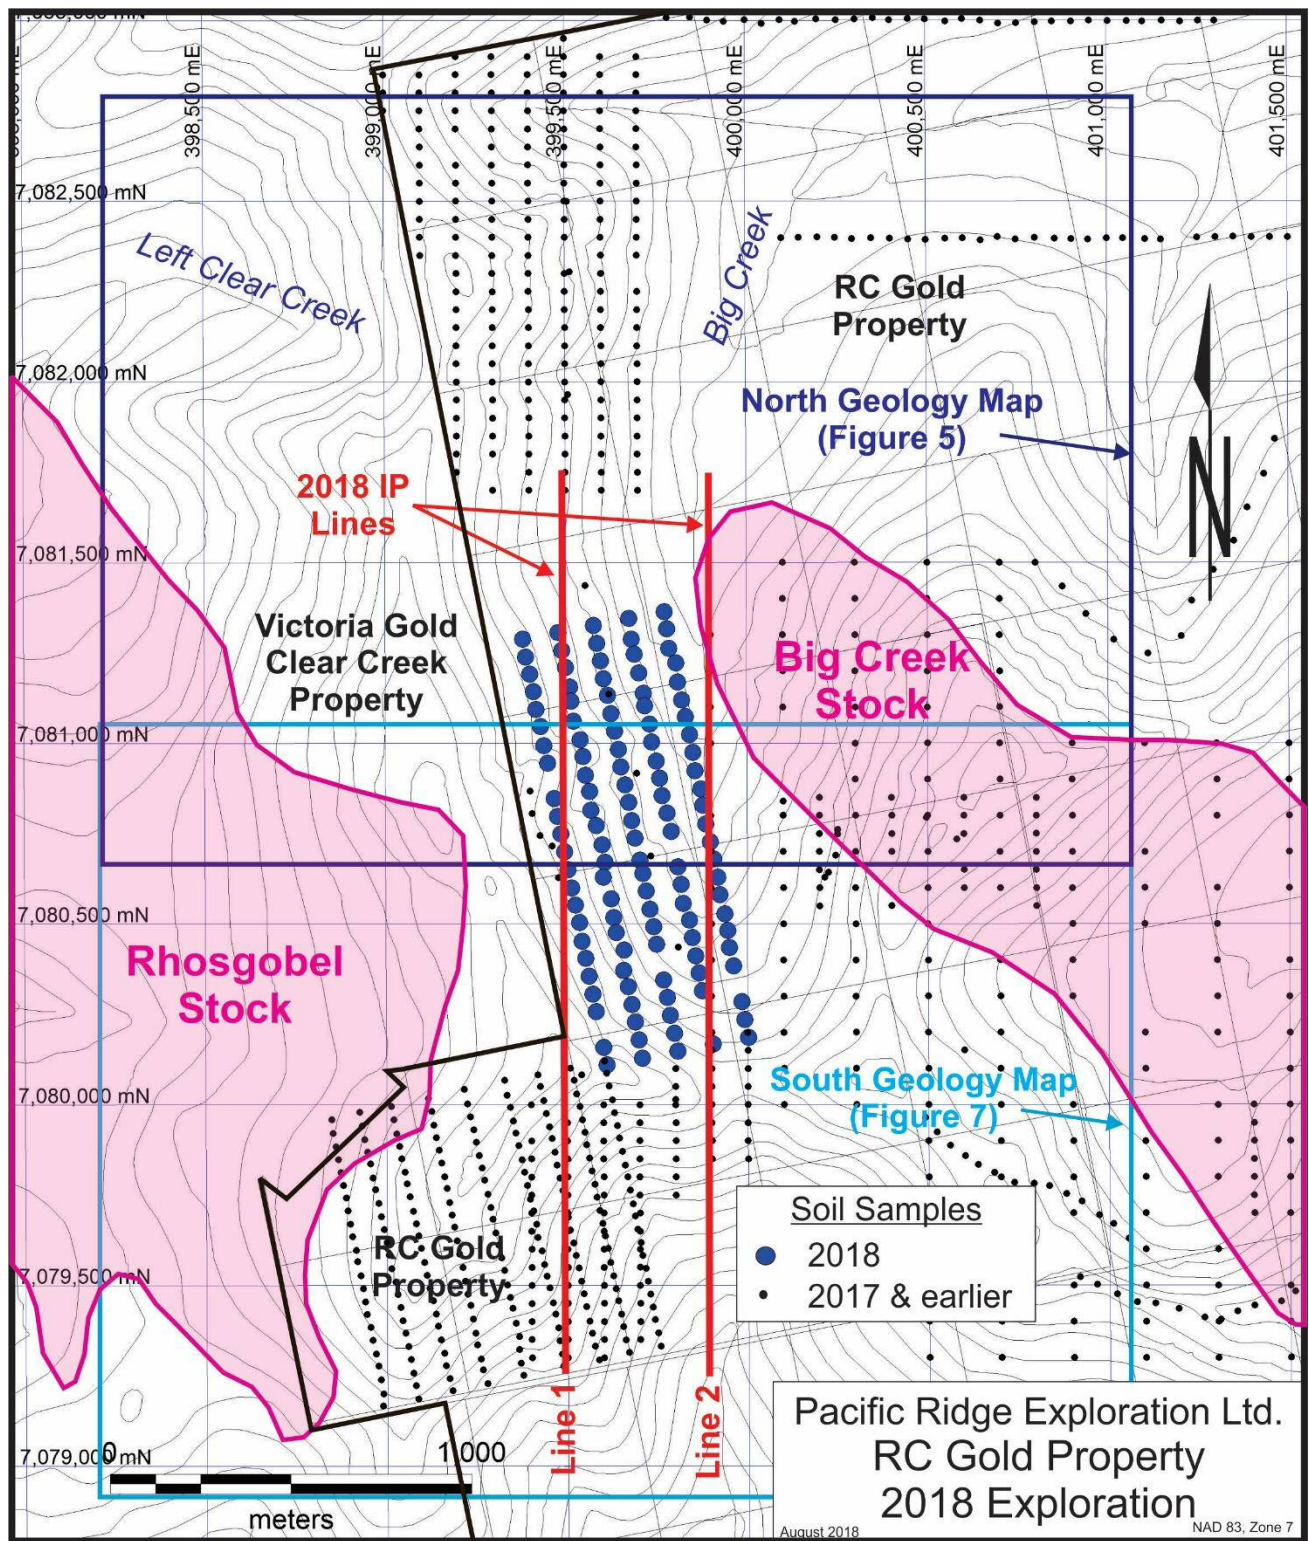 398,500 mE
399,000 mE
399,500 mE
400,000 mE
400,500 mE
401,000 mE
401,500 mE
7,082,500 mN
Left Clear Creek
Big Creek
RC Gold
Property
7,082,000 mN
North Geology Map
(Figure 5)
N
2018 IP
Lines
7,081,500 mN
Victoria Gold
Clear Creek
Property
Big Creek
Stock
7,081,000 mN
7,080,500 mN
Rhosgobel
Stock
7,080,000 mN
South Geology Map
(Figure 7)
Soil Samples
2018
2017 & earlier
RC Gold
Property
7,079,500 mN
Line 1
Line 2
7,079,000 mN
0
1000
meters
Pacific Ridge Exploration Ltd.
RC Gold Property
2018 Exploration
August 2018
NAD 83, Zone 7